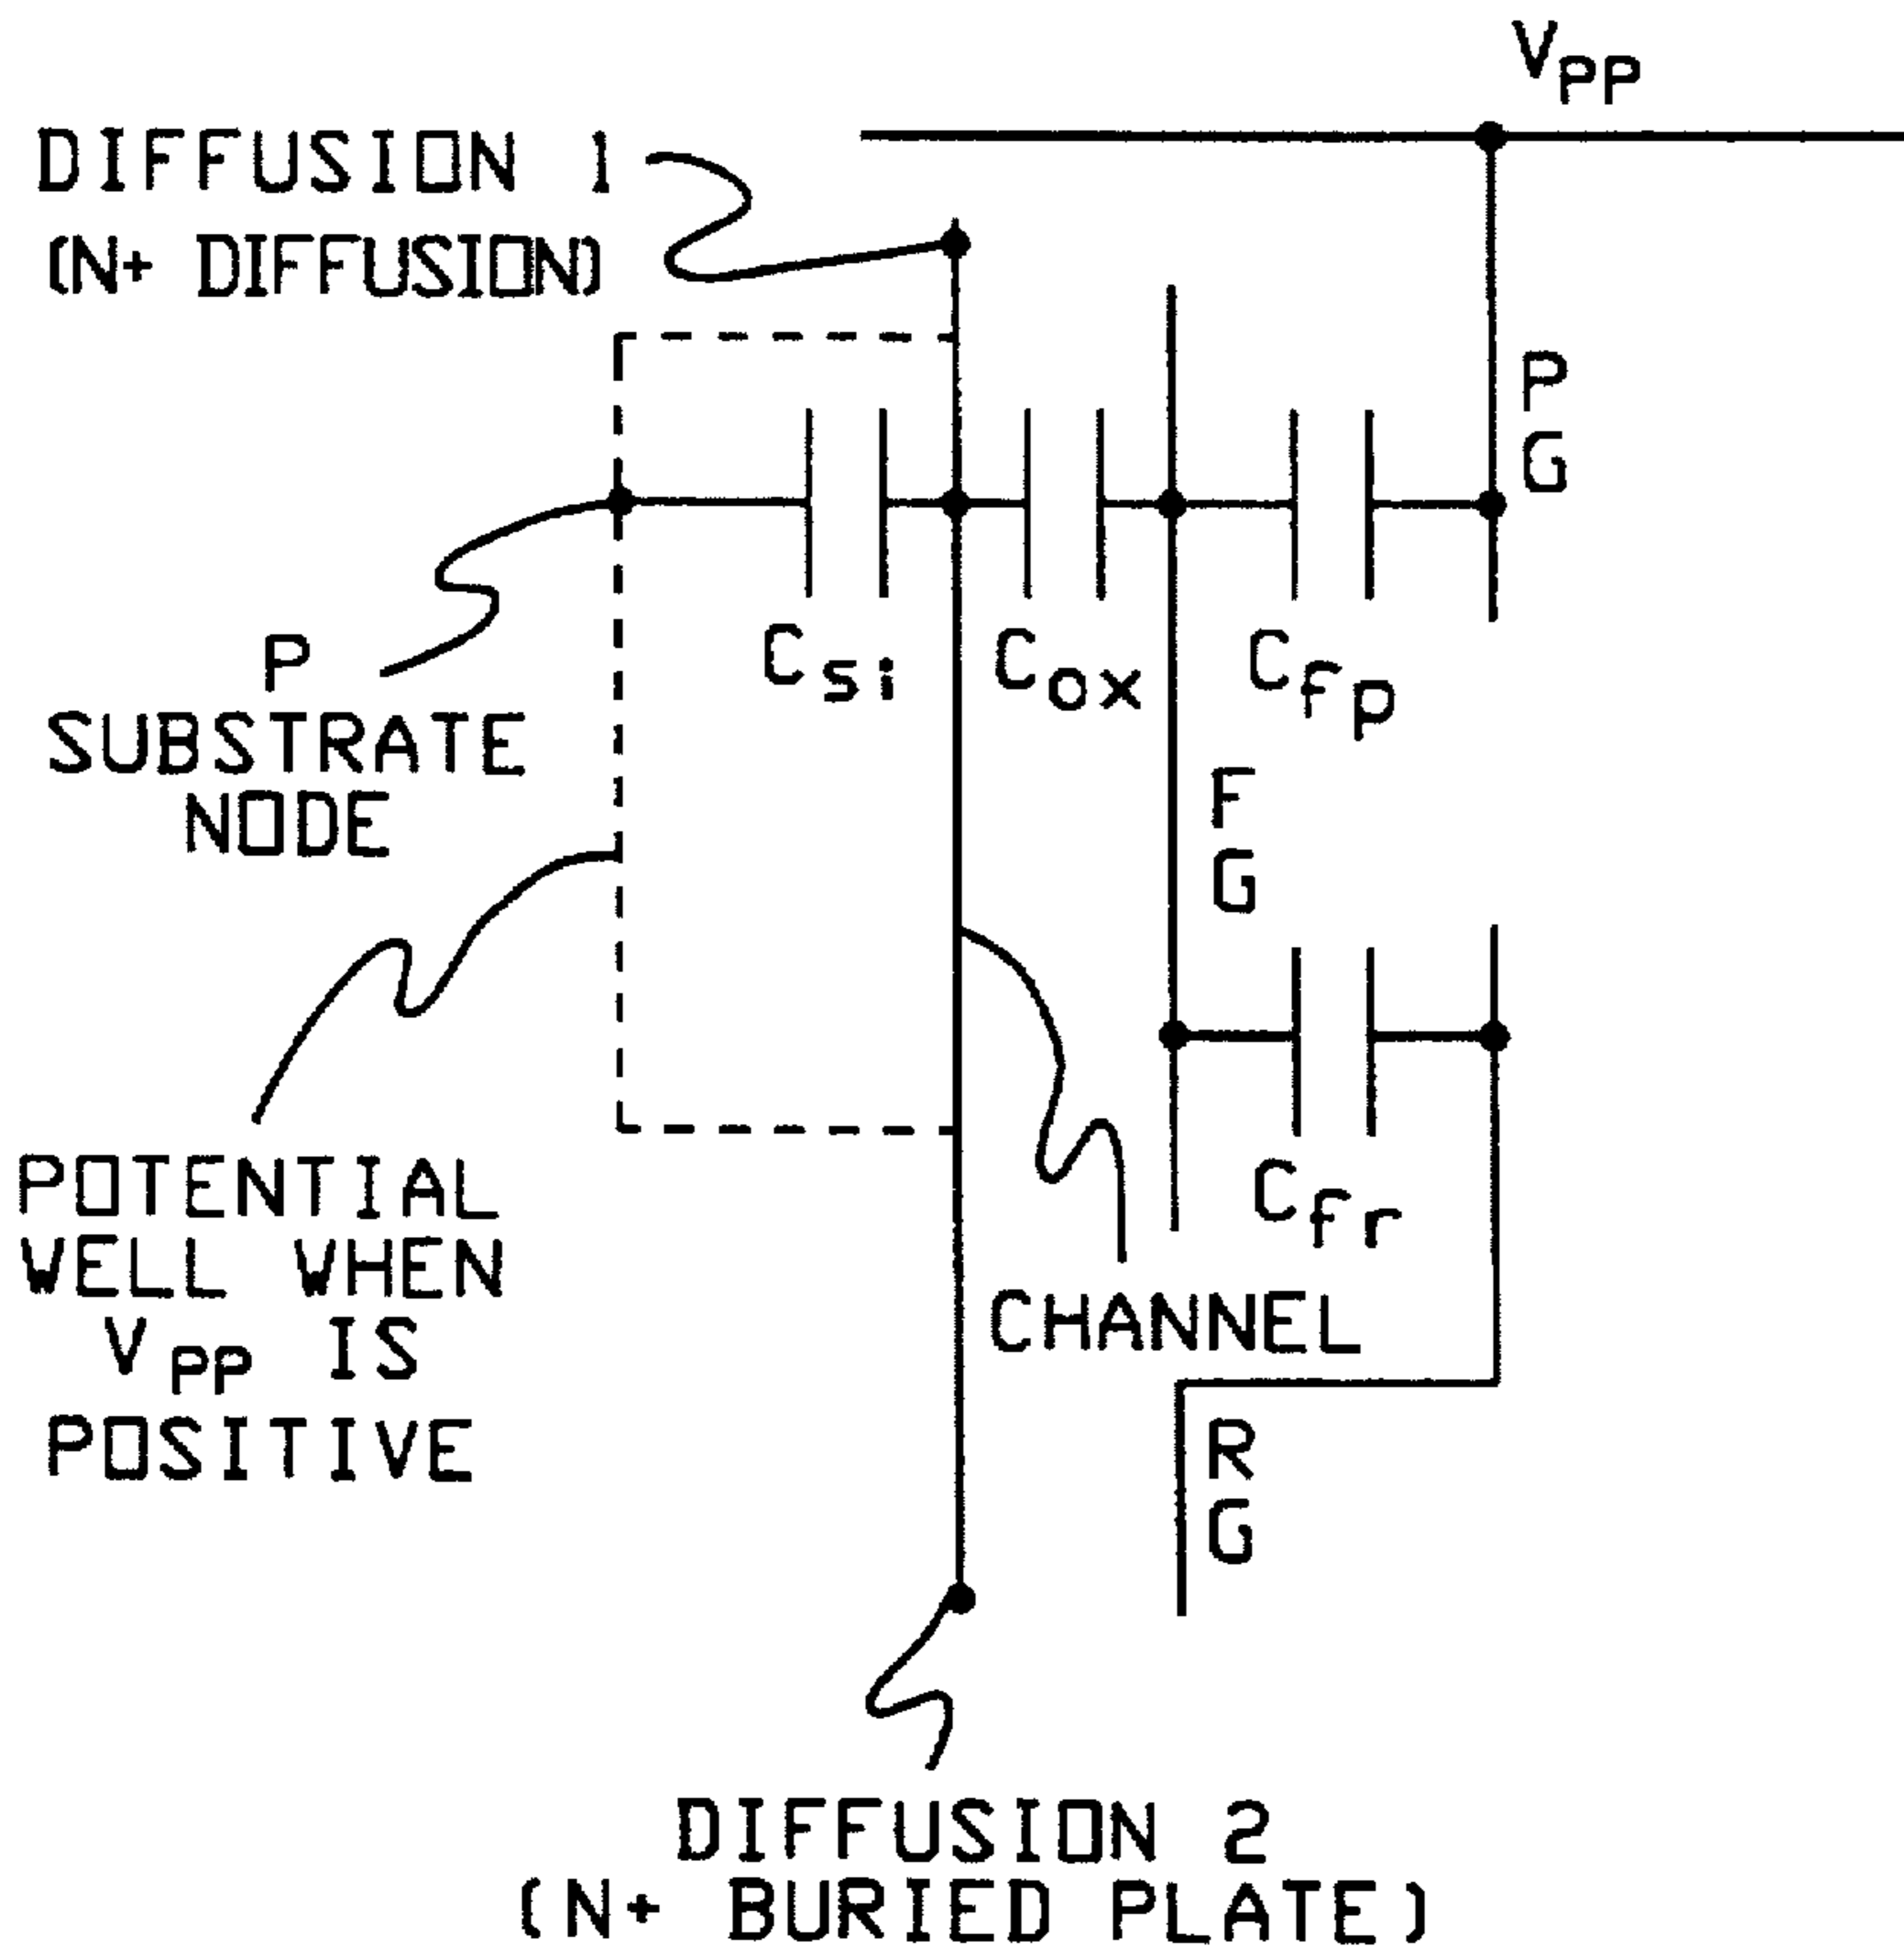 VPP
DIFFUSION 1
(N+ DIFFUSION)
P
G
P
SUBSTRATE
NODE
Csi
Cox
Cfp
F
G
POTENTIAL
WELL WHEN
VPP IS
POSITIVE
Cfr
CHANNEL
R
G
DIFFUSION 2
(N+ BURIED PLATE)